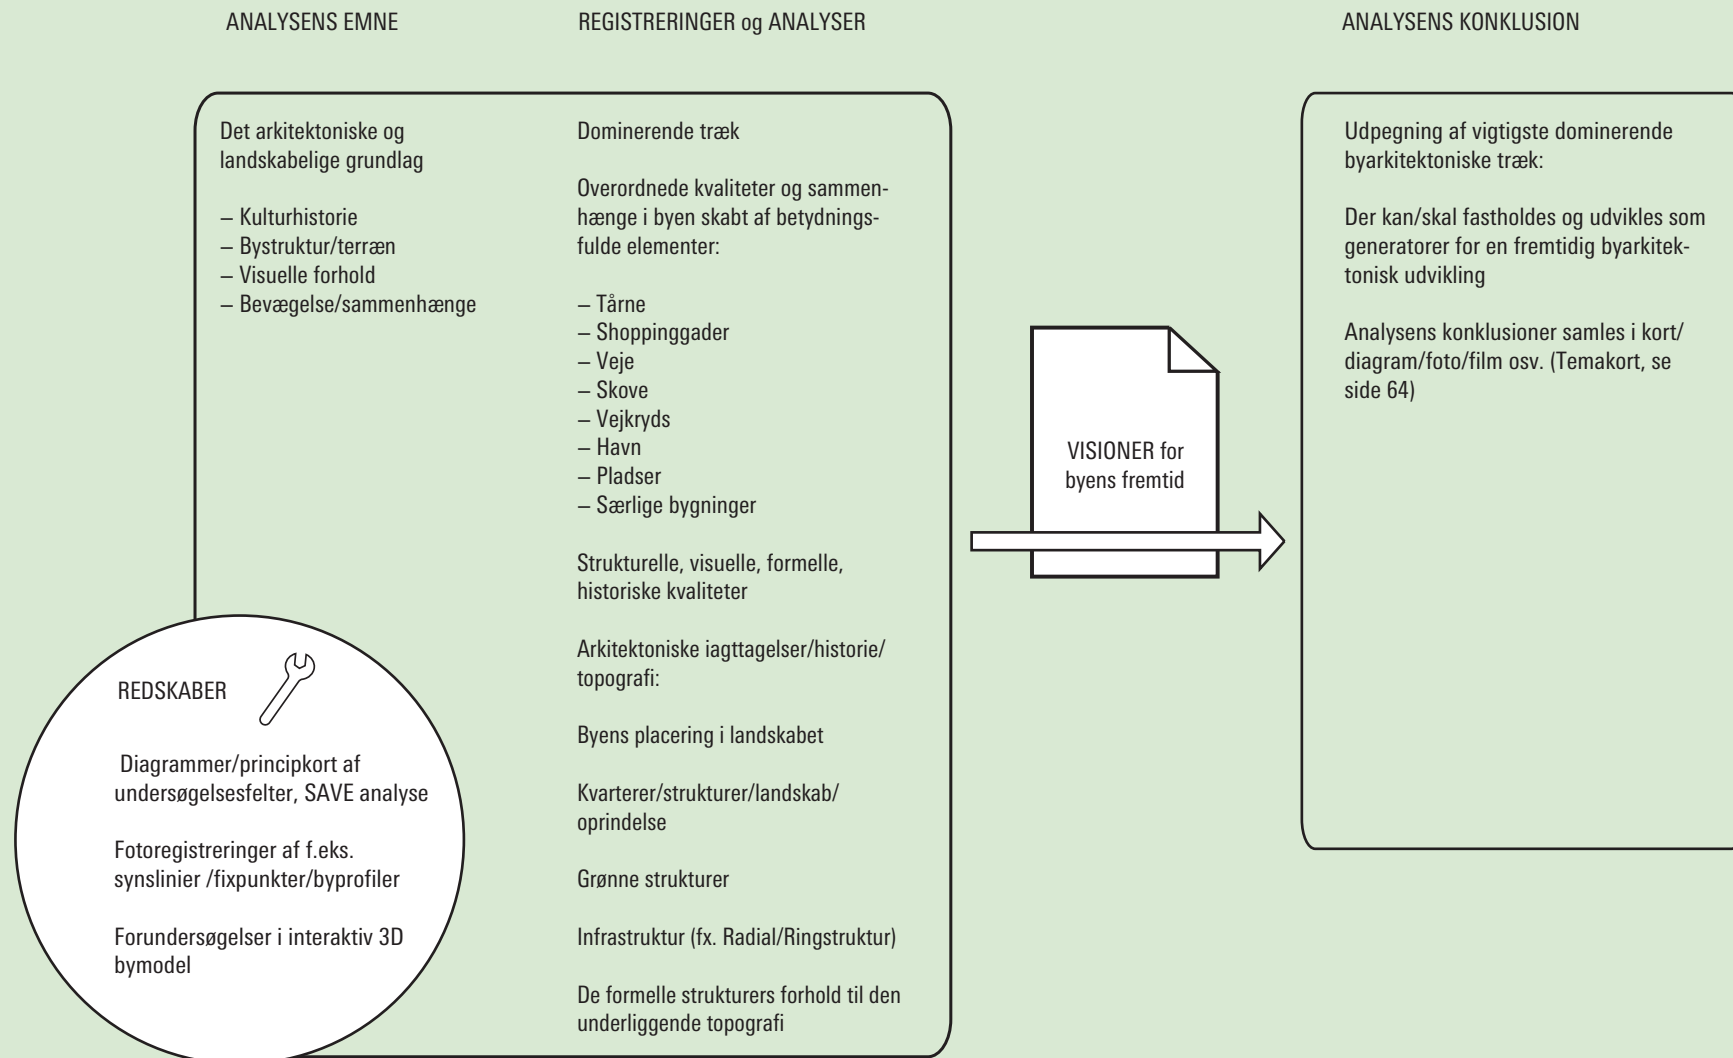 ANALYSENS EMNE
REGISTRERINGER og ANALYSER
ANALYSENS KONKLUSION
Det arkitektoniske og
landskabelige grundlag
– Kulturhistorie
– Bystruktur/terræn
– Visuelle forhold
– Bevægelse/sammenhænge
REDSKABER
Diagrammer/principkort af
undersøgelsesfelter, SAVE analyse
Fotoregistreringer af f.eks.
synslinier /fixpunkter/byprofiler
Forundersøgelser i interaktiv 3D
bymodel
Dominerende træk
Overordnede kvaliteter og sammen-
hænge i byen skabt af betydnings-
fulde elementer:
– Tårne
– Shoppinggader
– Veje
– Skove
– Vejkryds
– Havn
– Pladser
– Særlige bygninger
Strukturelle, visuelle, formelle,
historiske kvaliteter
Arkitektoniske iagttagelser/historie/
topografi:
Byens placering i landskabet
Kvarterer/strukturer/landskab/
oprindelse
Grønne strukturer
Infrastruktur (fx. Radial/Ringstruktur)
De formelle strukturers forhold til den
underliggende topografi
VISIONER for
byens fremtid
Udpegning af vigtigste dominerende
byarkitektoniske træk:
Der kan/skal fastholdes og udvikles som
generatorer for en fremtidig byarkitek-
tonisk udvikling
Analysens konklusioner samles i kort/
diagram/foto/film osv. (Temakort, se
side 64)